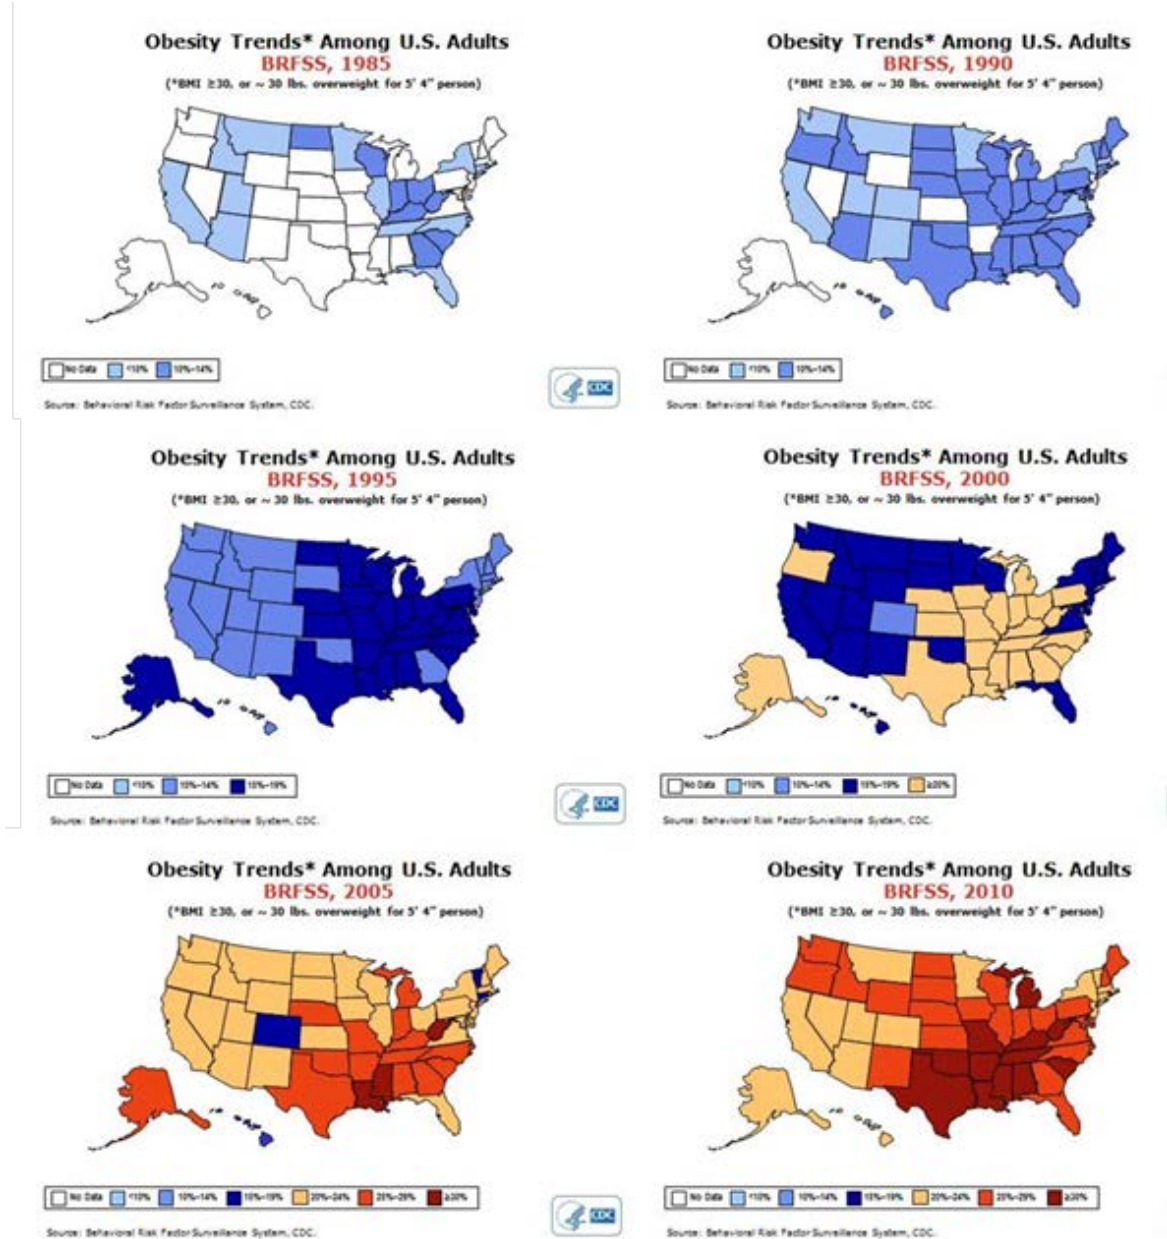 Obesity Trends* Among U.S. Adults
BRFSS, 1985
(*BMI ≥30, or ~ 30 lbs. overweight for 5' 4" person)
No Data <10% 10%–14%
CDC
Source: Behavioral Risk Factor Surveillance System, CDC.
Obesity Trends* Among U.S. Adults
BRFSS, 1990
(*BMI ≥30, or ~ 30 lbs. overweight for 5' 4" person)
No Data <10% 10%–14%
Source: Behavioral Risk Factor Surveillance System, CDC.
Obesity Trends* Among U.S. Adults
BRFSS, 1995
(*BMI ≥30, or ~ 30 lbs. overweight for 5' 4" person)
No Data <10% 10%–14% 15%–19%
CDC
Source: Behavioral Risk Factor Surveillance System, CDC.
Obesity Trends* Among U.S. Adults
BRFSS, 2000
(*BMI ≥30, or ~ 30 lbs. overweight for 5' 4" person)
No Data <10% 10%–14% 15%–19% ≥20%
Source: Behavioral Risk Factor Surveillance System, CDC.
Obesity Trends* Among U.S. Adults
BRFSS, 2005
(*BMI ≥30, or ~ 30 lbs. overweight for 5' 4" person)
No Data <10% 10%–14% 15%–19% 20%–24% 25%–29% ≥30%
CDC
Source: Behavioral Risk Factor Surveillance System, CDC.
Obesity Trends* Among U.S. Adults
BRFSS, 2010
(*BMI ≥30, or ~ 30 lbs. overweight for 5' 4" person)
No Data <10% 10%–14% 15%–19% 20%–24% 25%–29% ≥30%
Source: Behavioral Risk Factor Surveillance System, CDC.